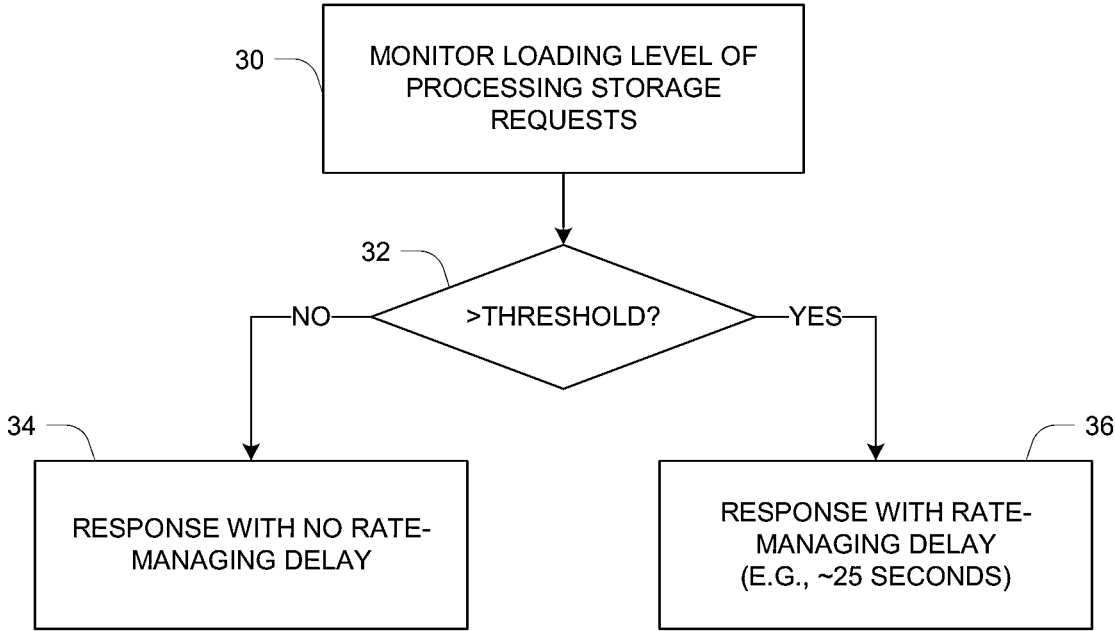 30
MONITOR LOADING LEVEL OF
PROCESSING STORAGE
REQUESTS
32
NO
>THRESHOLD?
YES
34
RESPONSE WITH NO RATE-
MANAGING DELAY
36
RESPONSE WITH RATE-
MANAGING DELAY
(E.G., ~25 SECONDS)